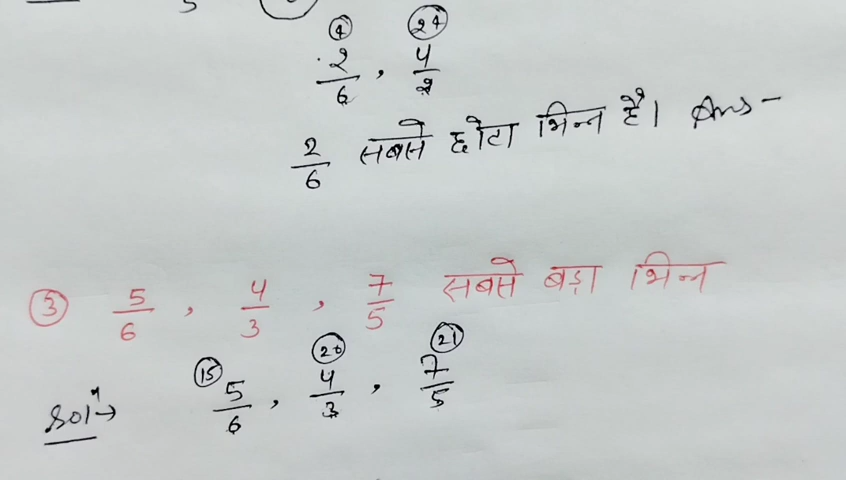 ④ ㉔
2/6 , 4/2
2/6 सबसे छोटा भिन्न है। Ans -
③ 5/6 , 4/3 , 7/5 सबसे बड़ा भिन्न
⑮ ⑳ ㉑
Solⁿ→ 5/6 , 4/3 , 7/5